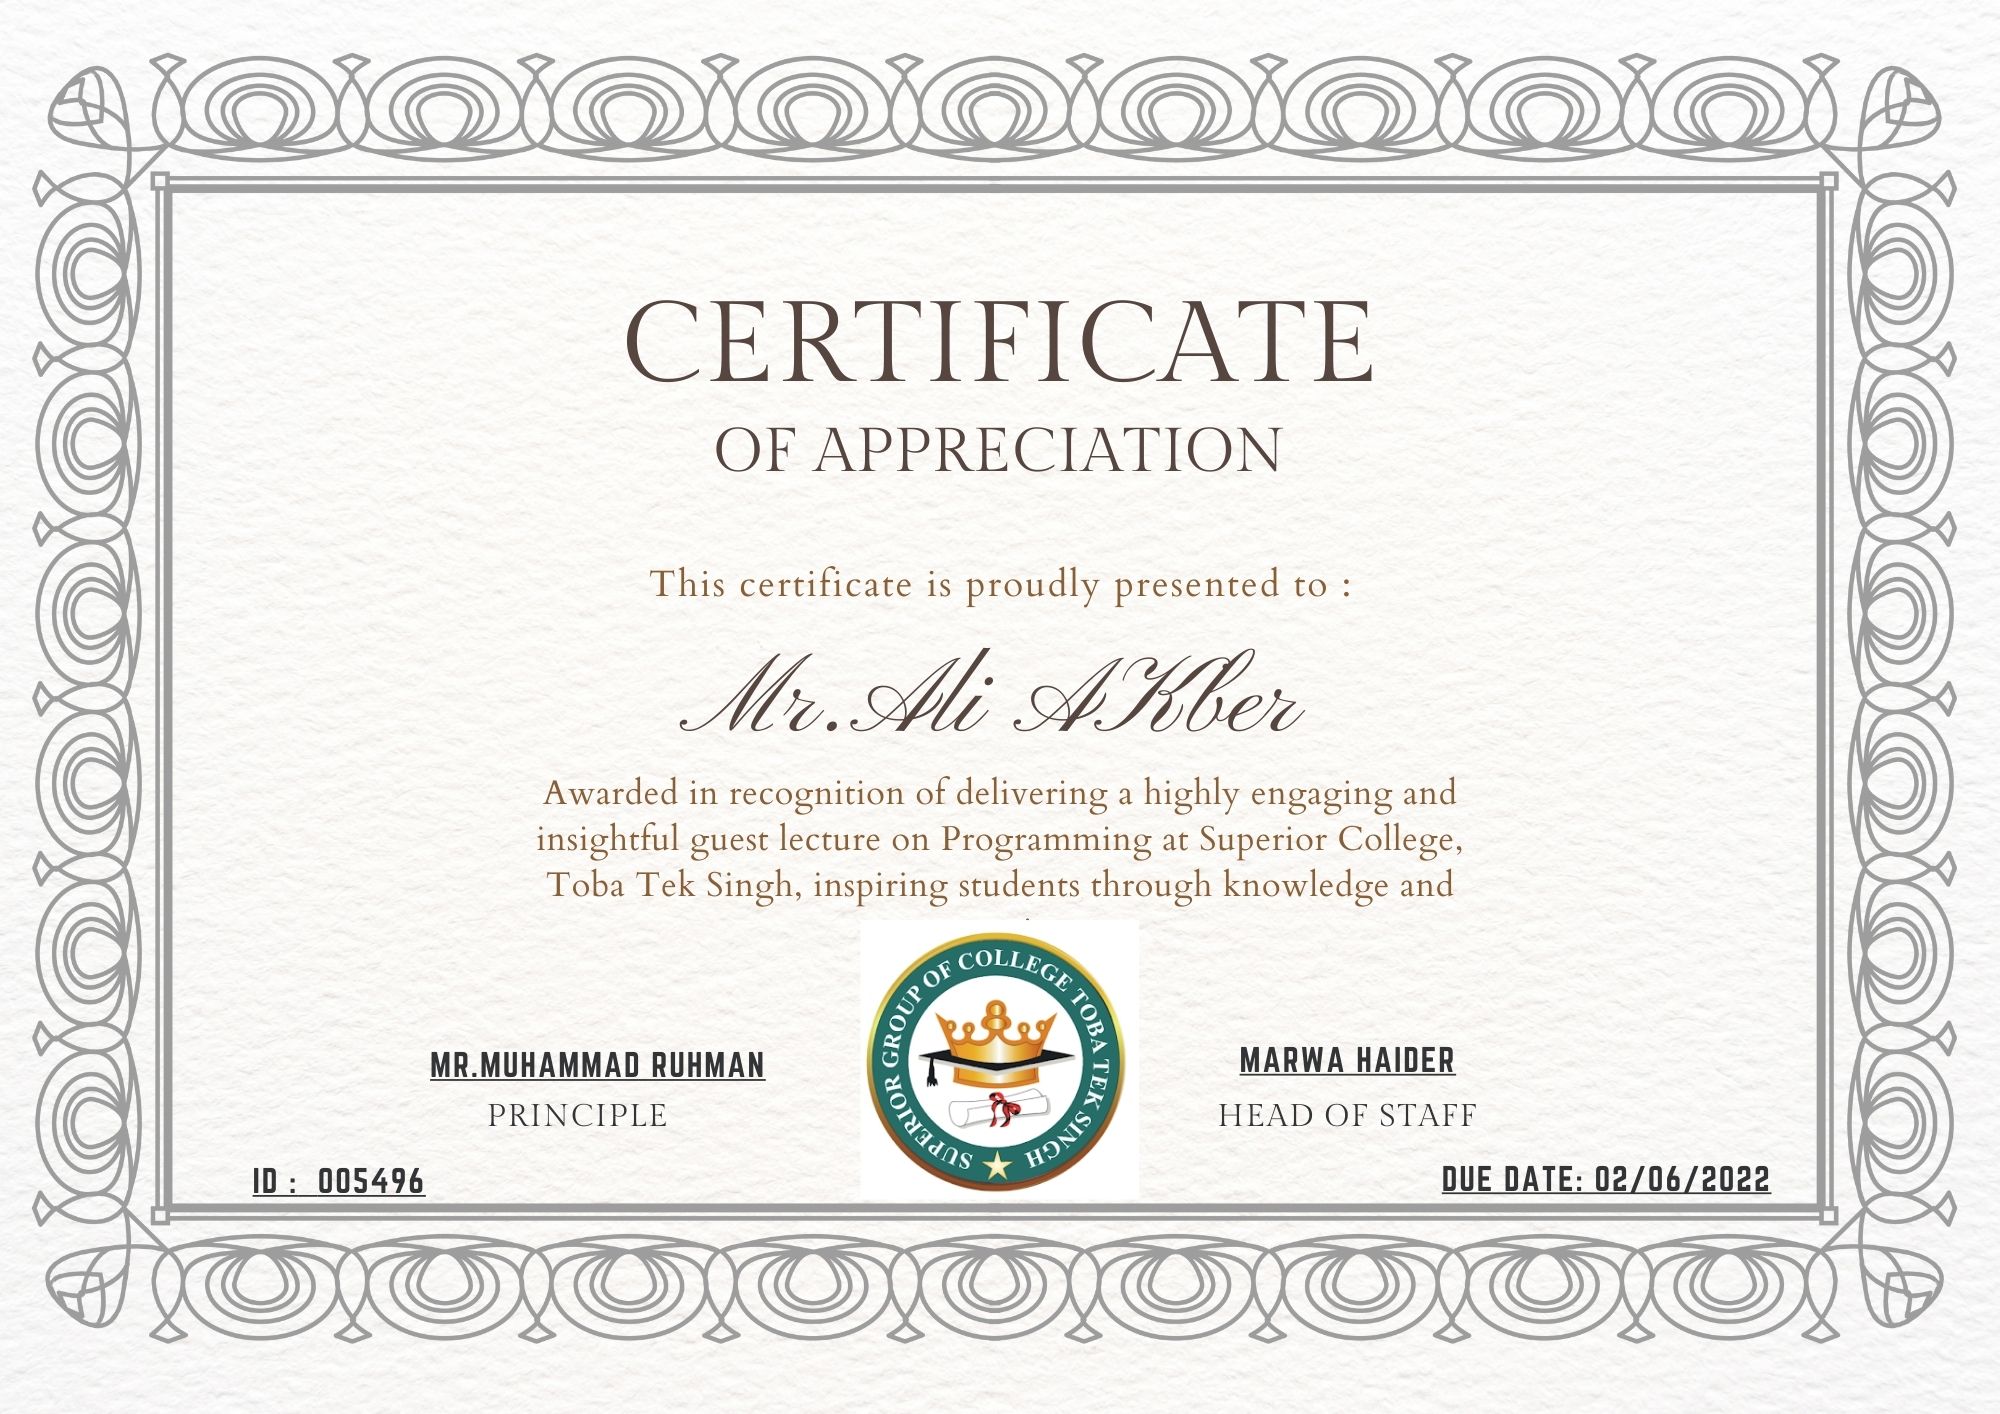 CERTIFICATE
OF APPRECIATION
This certificate is proudly presented to :
Mr.Ali AKber
Awarded in recognition of delivering a highly engaging and
insightful guest lecture on Programming at Superior College,
Toba Tek Singh, inspiring students through knowledge and
SUPERIOR GROUP OF COLLEGE TOBA TEK SINGH
MR.MUHAMMAD RUHMAN
PRINCIPLE
MARWA HAIDER
HEAD OF STAFF
ID : 005496
DUE DATE: 02/06/2022